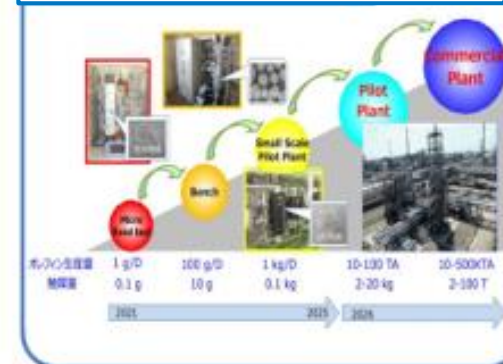 Commercial
Plant
Pilot
Plant
Small Scale
Pilot Plant
Bench
Micro
オレフィン生産量 1 g/D 100 g/D 1 kg/D 10-100 TA 10-500KTA
触媒量 0.1 g 10 g 0.1 kg 2-20 kg 2-100 T
2021 2025 2026